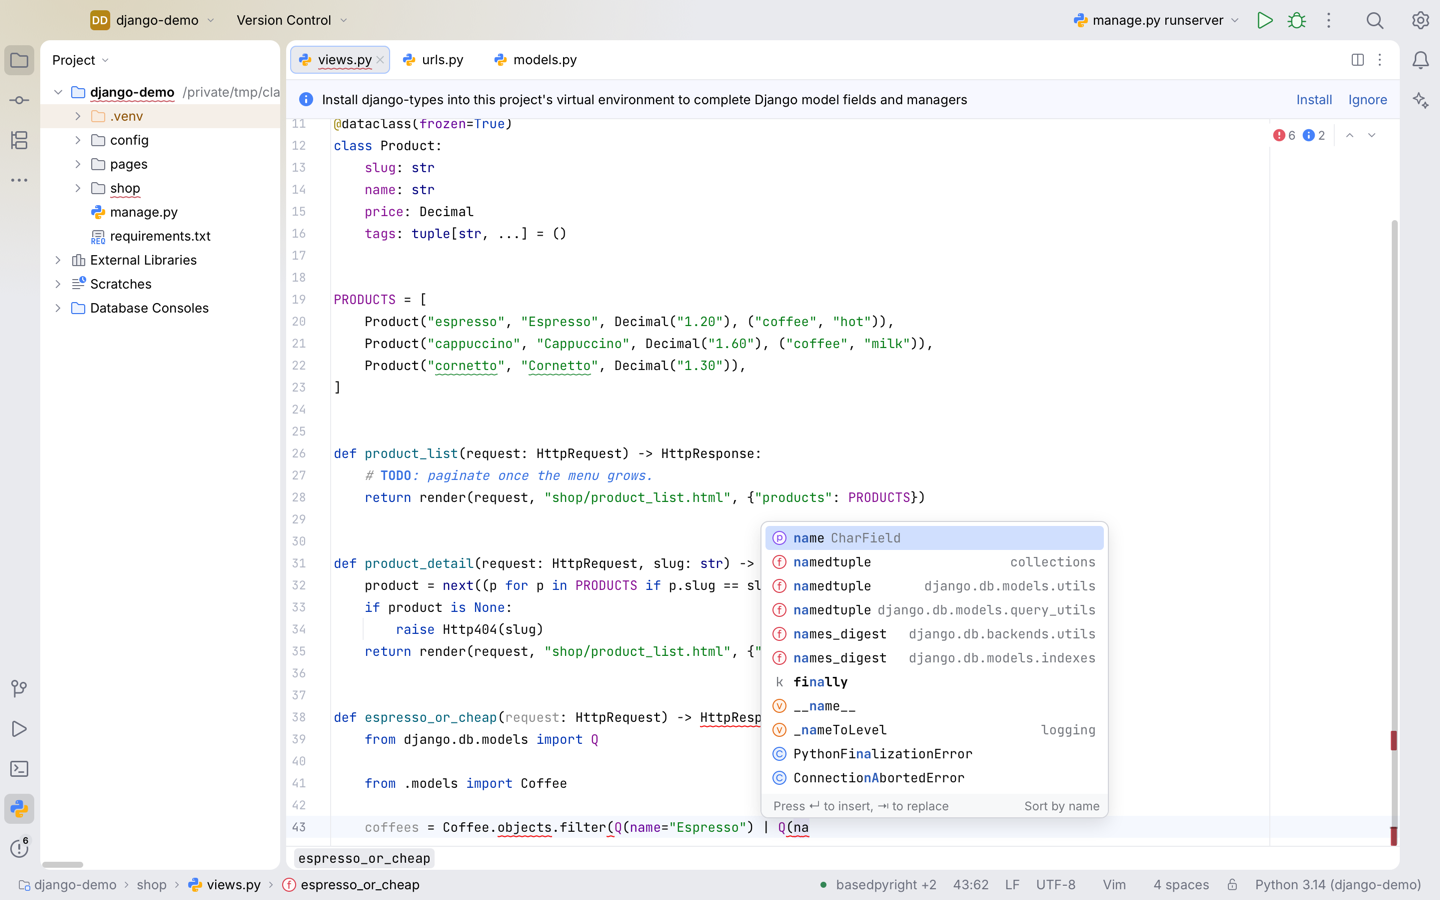 DD django-demo Version Control manage.py runserver
Project
views.py urls.py models.py
django-demo /private/tmp/cla
.venv
config
pages
shop
manage.py
REQ requirements.txt
External Libraries
Scratches
Database Consoles
Install django-types into this project's virtual environment to complete Django model fields and managers Install Ignore
6 2
11 @dataclass(frozen=True)
12 class Product:
13 slug: str
14 name: str
15 price: Decimal
16 tags: tuple[str, ...] = ()
17
18
19 PRODUCTS = [
20 Product("espresso", "Espresso", Decimal("1.20"), ("coffee", "hot")),
21 Product("cappuccino", "Cappuccino", Decimal("1.60"), ("coffee", "milk")),
22 Product("cornetto", "Cornetto", Decimal("1.30")),
23 ]
24
25
26 def product_list(request: HttpRequest) -> HttpResponse:
27 # TODO: paginate once the menu grows.
28 return render(request, "shop/product_list.html", {"products": PRODUCTS})
29
30
31 def product_detail(request: HttpRequest, slug: str) ->
32 product = next((p for p in PRODUCTS if p.slug == sl
33 if product is None:
34 raise Http404(slug)
35 return render(request, "shop/product_list.html", {"
36
37
38 def espresso_or_cheap(request: HttpRequest) -> HttpResp
39 from django.db.models import Q
40
41 from .models import Coffee
42
43 coffees = Coffee.objects.filter(Q(name="Espresso") | Q(na
p name CharField
f namedtuple collections
f namedtuple django.db.models.utils
f namedtuple django.db.models.query_utils
f names_digest django.db.backends.utils
f names_digest django.db.models.indexes
k finally
v __name__
v _nameToLevel logging
C PythonFinalizationError
C ConnectionAbortedError
Press ↵ to insert, ⇥ to replace Sort by name
espresso_or_cheap
6
django-demo shop views.py f espresso_or_cheap basedpyright +2 43:62 LF UTF-8 Vim 4 spaces Python 3.14 (django-demo)